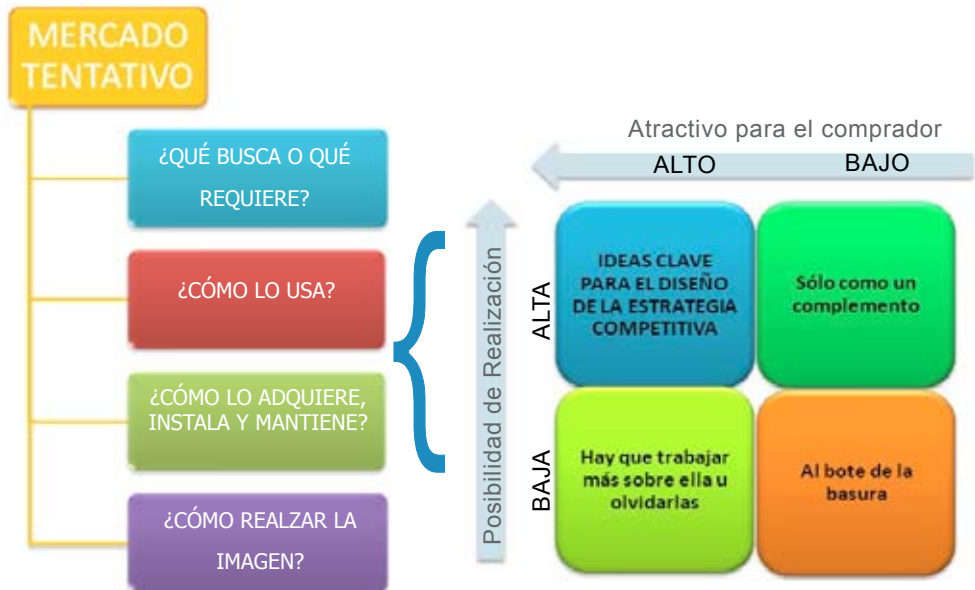 MERCADO
TENTATIVO
¿QUÉ BUSCA O QUÉ
REQUIERE?
¿CÓMO LO USA?
¿CÓMO LO ADQUIERE,
INSTALA Y MANTIENE?
¿CÓMO REALZAR LA
IMAGEN?
Atractivo para el comprador
ALTO
BAJO
Posibilidad de Realización
ALTA
BAJA
IDEAS CLAVE
PARA EL DISEÑO
DE LA ESTRATEGIA
COMPETITIVA
Sólo como un
complemento
Hay que trabajar
más sobre ella u
olvidarlas
Al bote de la
basura